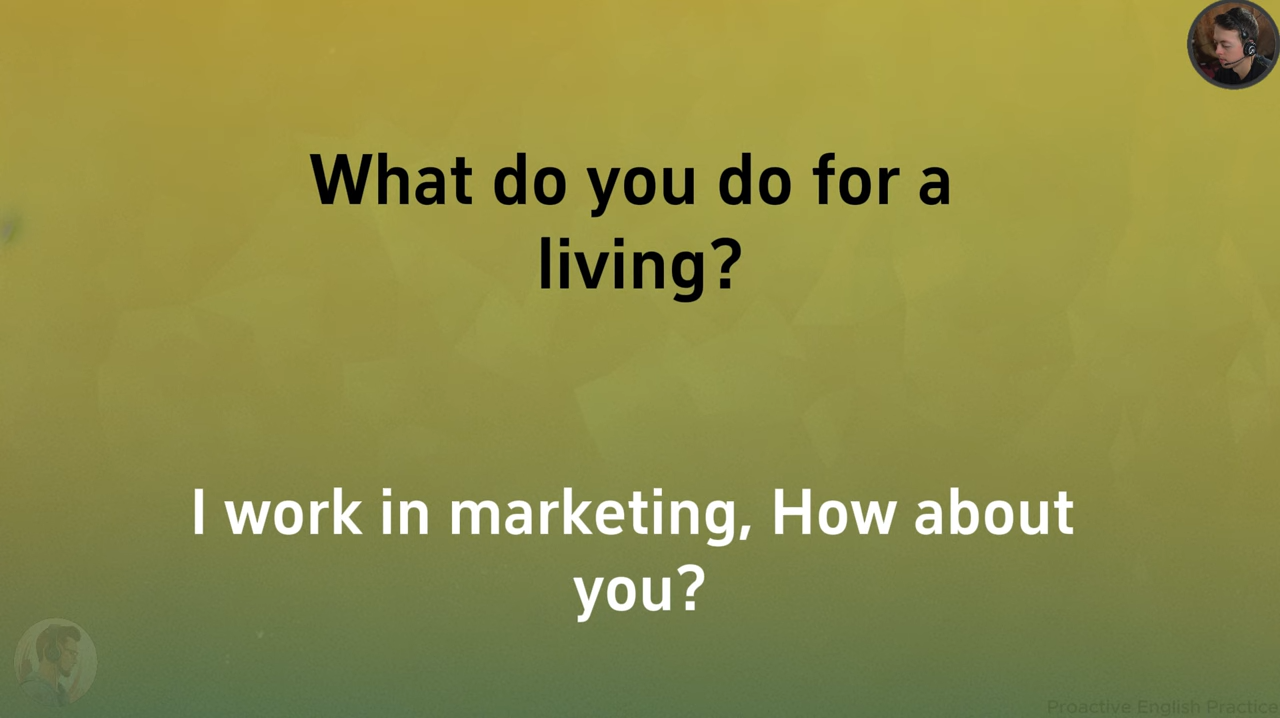 What do you do for a
living?
I work in marketing, How about
you?
Proactive English Practice